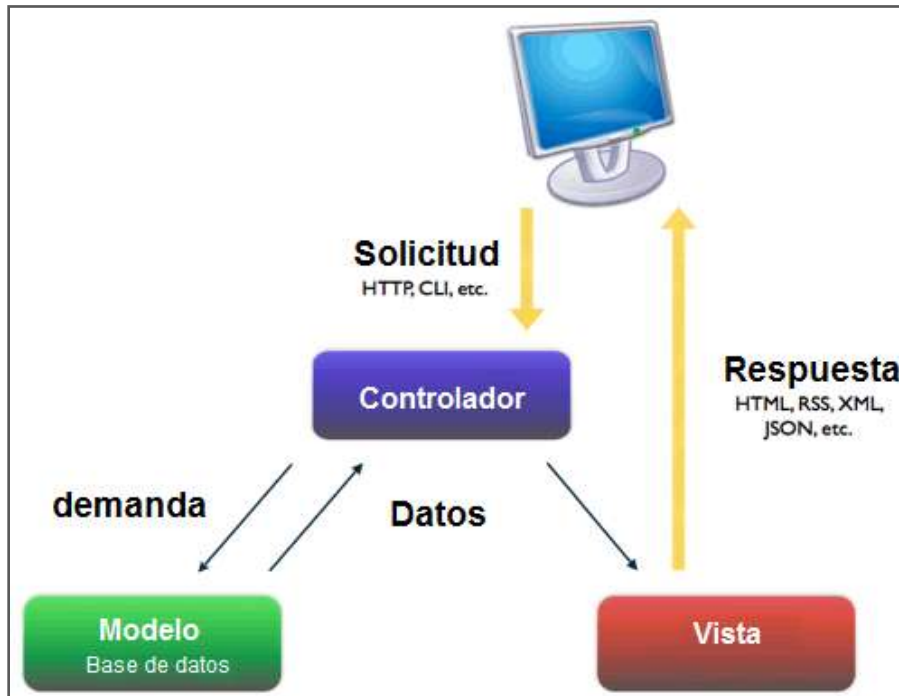 Solicitud
HTTP, CLI, etc.
Controlador
Respuesta
HTML, RSS, XML,
JSON, etc.
demanda
Datos
Modelo
Base de datos
Vista